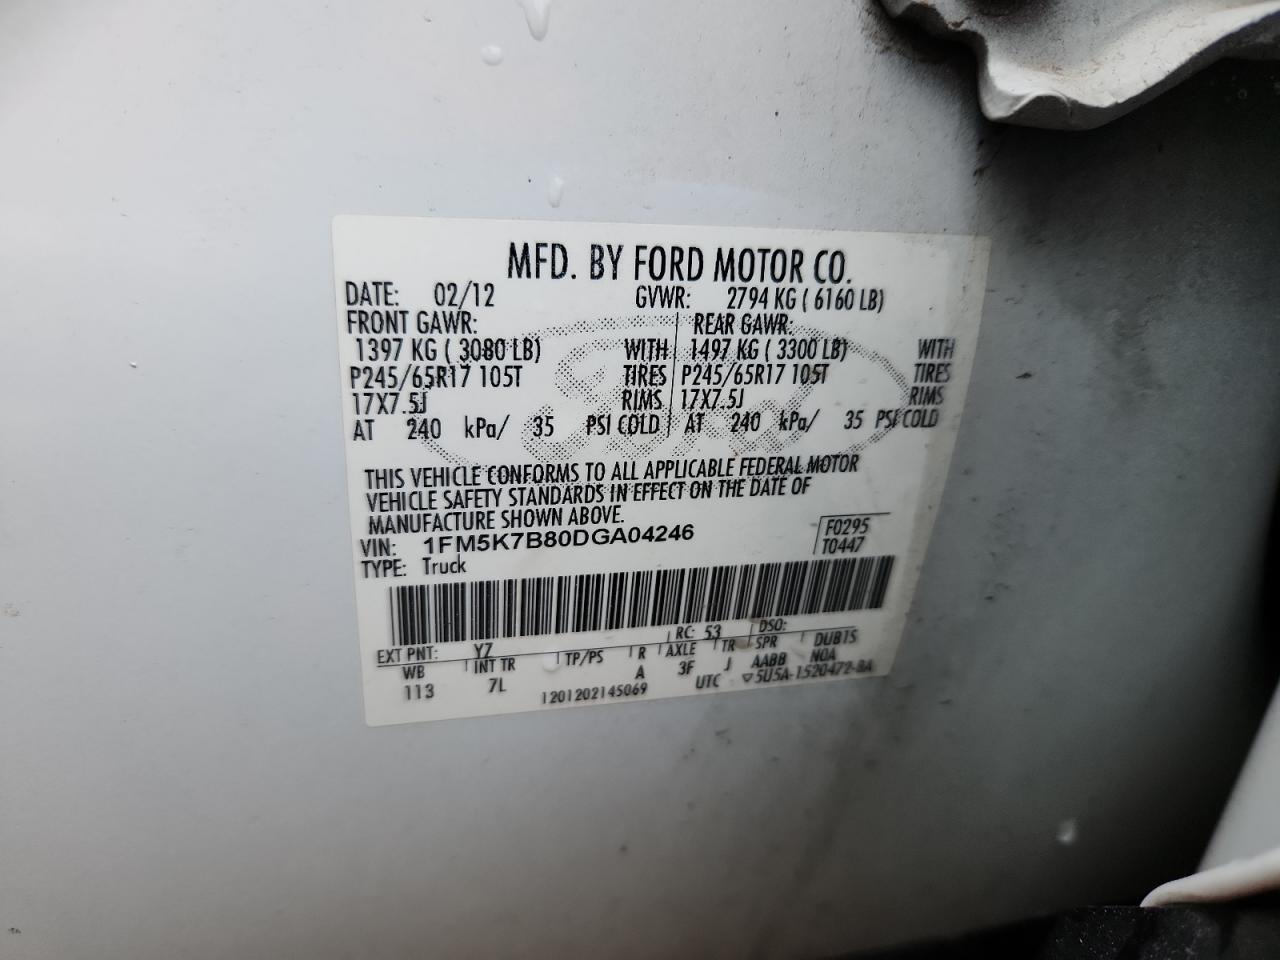 MFD. BY FORD MOTOR CO.
DATE: 02/12 GVWR: 2794 KG ( 6160 LB)
FRONT GAWR: REAR GAWR:
1397 KG ( 3080 LB) WITH 1497 KG ( 3300 LB) WITH
P245/65R17 105T TIRES P245/65R17 105T TIRES
17X7.5J RIMS 17X7.5J RIMS
AT 240 kPa/ 35 PSI COLD AT 240 kPa/ 35 PSI COLD
THIS VEHICLE CONFORMS TO ALL APPLICABLE FEDERAL MOTOR
VEHICLE SAFETY STANDARDS IN EFFECT ON THE DATE OF
MANUFACTURE SHOWN ABOVE.
VIN: 1FM5K7B80DGA04246 F0295
TYPE: Truck T0447
EXT PNT: YZ RC: 53 DSO:
WB INT TR TP/PS R AXLE TR SPR DUB1S
113 7L A 3F J AABB NOA
1201202145069 UTC ▽5U5A-1520472-BA